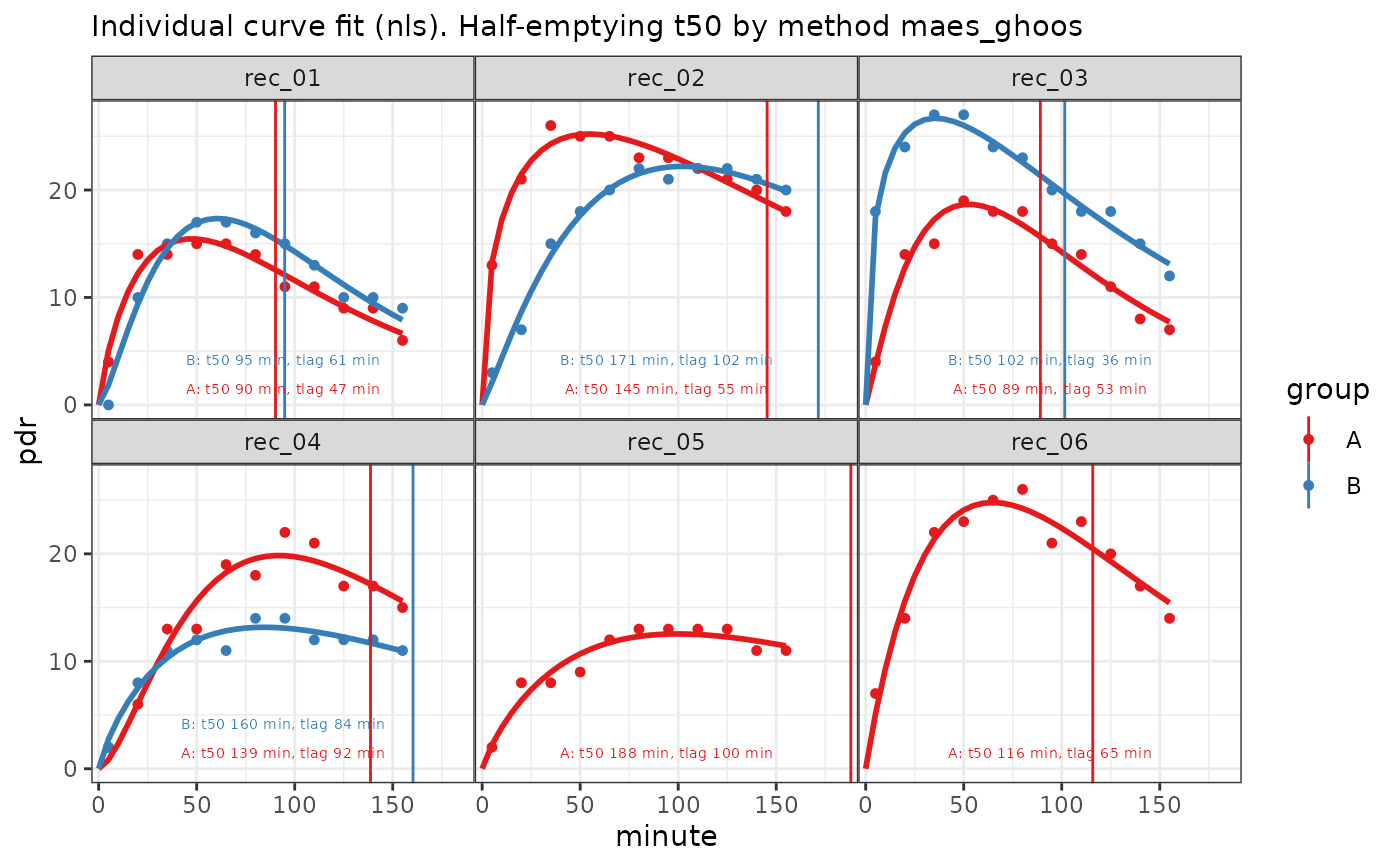 Individual curve fit (nls). Half-emptying t50 by method maes_ghoos
rec_01 rec_02 rec_03
20
10
0
B: t50 95 min, tlag 61 min
A: t50 90 min, tlag 47 min
B: t50 171 min, tlag 102 min
A: t50 145 min, tlag 55 min
B: t50 102 min, tlag 36 min
A: t50 89 min, tlag 53 min
rec_04 rec_05 rec_06
20
10
0
B: t50 160 min, tlag 84 min
A: t50 139 min, tlag 92 min
A: t50 188 min, tlag 100 min
A: t50 116 min, tlag 65 min
0 50 100 150 0 50 100 150 0 50 100 150
minute
pdr
group
A
B